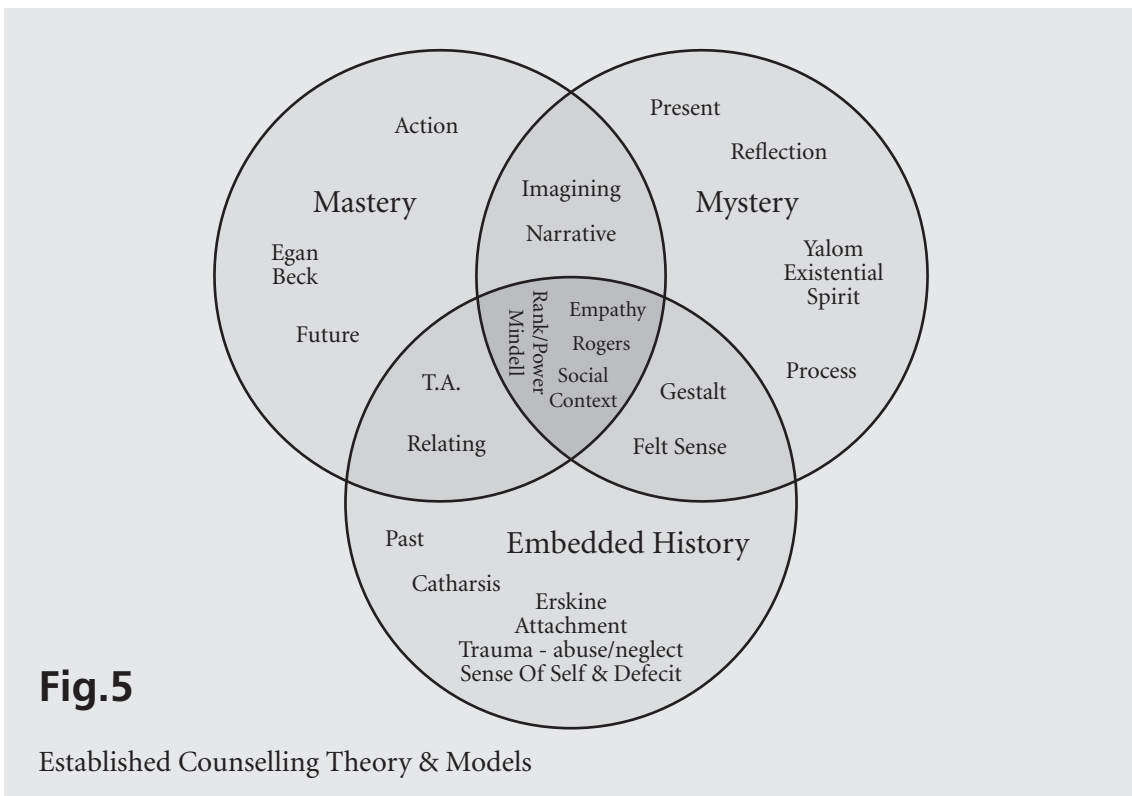 Action
Mastery
Egan
Beck
Future
Present
Reflection
Mystery
Yalom
Existential
Spirit
Process
Imagining
Narrative
Rank/Power
Mindell
Empathy
Rogers
Social
Context
T.A.
Relating
Gestalt
Felt Sense
Past
Embedded History
Catharsis
Erskine
Attachment
Trauma - abuse/neglect
Sense Of Self & Defecit
Fig.5
Established Counselling Theory & Models